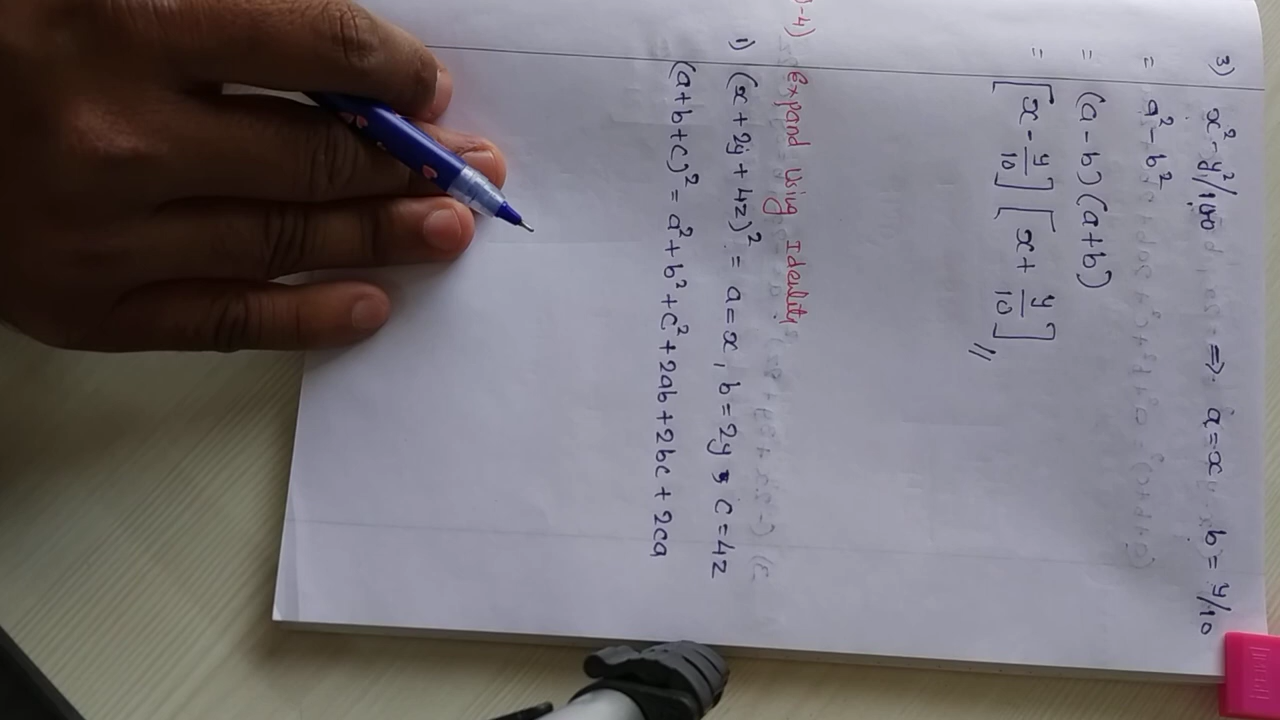 3) x² - y²/100 => a = x b = y/10
= a² - b²
= (a - b) (a + b)
= [x - y/10] [x + y/10] //
-4) Expand using Identity
1) (x + 2y + 4z)² = a = x, b = 2y, c = 4z
(a+b+c)² = a² + b² + c² + 2ab + 2bc + 2ca